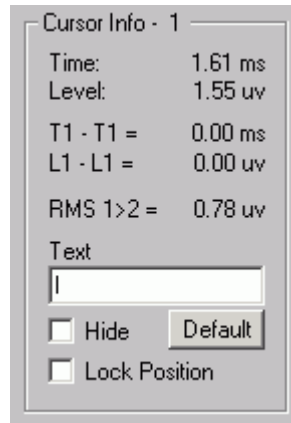 Cursor Info - 1
Time: 1.61 ms
Level: 1.55 uv
T1 - T1 = 0.00 ms
L1 - L1 = 0.00 uv
RMS 1>2 = 0.78 uv
Text
Hide Default
Lock Position